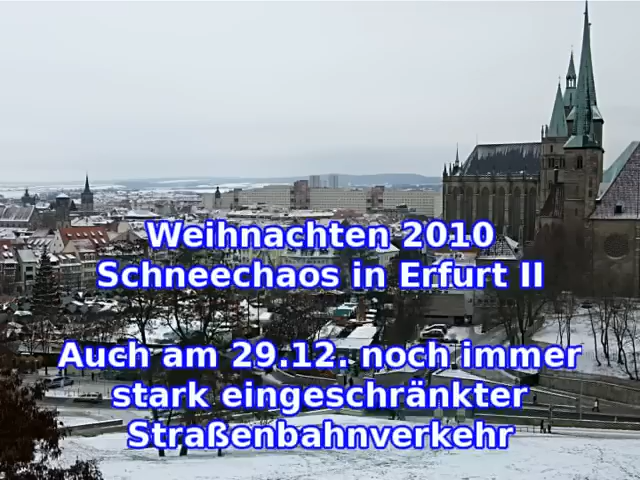 Weihnachten 2010
Schneechaos in Erfurt II
Auch am 29.12. noch immer
stark eingeschränkter
Straßenbahnverkehr